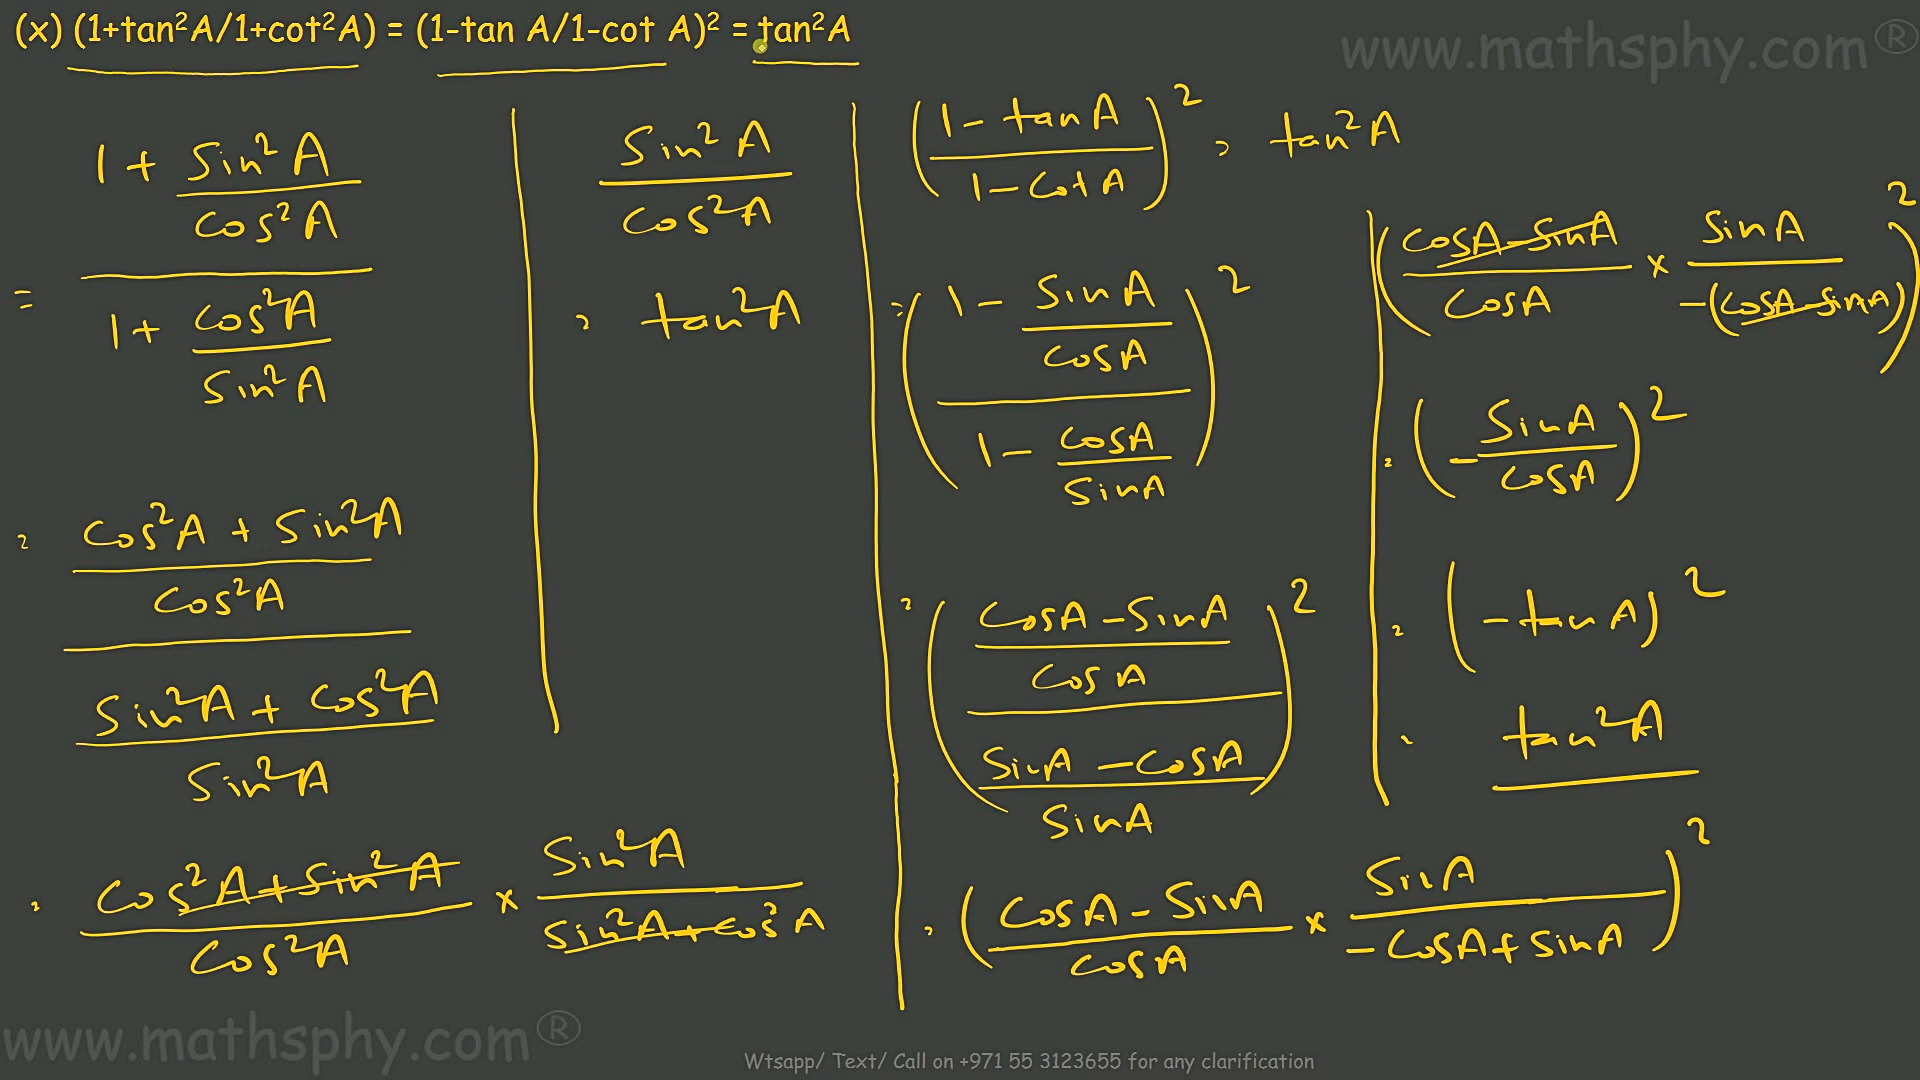 (x) (1+tan²A/1+cot²A) = (1-tan A/1-cot A)² = tan²A
www.mathsphy.com®
1 + Sin²A
Cos²A
=
1 + Cos²A
Sin²A
= Cos²A + Sin²A
Cos²A
Sin²A + Cos²A
Sin²A
= Cos²A + Sin²A × Sin²A
Cos²A Sin²A + Cos²A
Sin²A
Cos²A
= tan²A
(1 - tanA)² = tan²A
1 - CotA
= (1 - SinA)²
CosA
1 - CosA
SinA
= (CosA - SinA)²
CosA
SinA - CosA
SinA
= (CosA - SinA × SinA)²
CosA - CosA + SinA
(CosA - SinA × SinA)²
CosA -(CosA - SinA)
= (- SinA)²
CosA
= (-tanA)²
= tan²A
www.mathsphy.com®
Wtsapp/ Text/ Call on +971 55 3123655 for any clarification